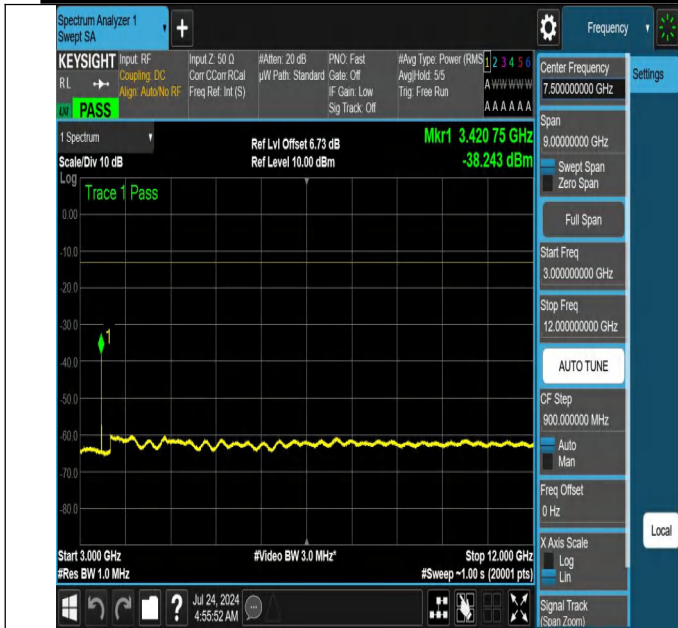 Spectrum Analyzer 1
Swept SA
+
Frequency
KEYSIGHT
RL
PASS
Input: RF
Coupling: DC
Align: Auto/No RF
Input Z: 50 Ω
Corr CCorr RCal
Freq Ref: Int (S)
#Atten: 20 dB
µW Path: Standard
PNO: Fast
Gate: Off
IF Gain: Low
Sig Track: Off
#Avg Type: Power (RMS
Avg|Hold: 5/5
Trig: Free Run
1 2 3 4 5 6
A W W W W W
A A A A A A
1 Spectrum
Scale/Div 10 dB
Log
Ref Lvl Offset 6.73 dB
Ref Level 10.00 dBm
Mkr1 3.420 75 GHz
-38.243 dBm
Trace 1 Pass
0.00
-10.0
-20.0
-30.0
1
-40.0
-50.0
-60.0
-70.0
-80.0
Start 3.000 GHz
#Res BW 1.0 MHz
#Video BW 3.0 MHz*
Stop 12.000 GHz
#Sweep ~1.00 s (20001 pts)
Center Frequency
7.500000000 GHz
Settings
Span
9.00000000 GHz
Swept Span
Zero Span
Full Span
Start Freq
3.000000000 GHz
Stop Freq
12.000000000 GHz
AUTO TUNE
CF Step
900.000000 MHz
Auto
Man
Freq Offset
0 Hz
X Axis Scale
Log
Lin
Local
Signal Track
(Span Zoom)
?
Jul 24, 2024
4:55:52 AM